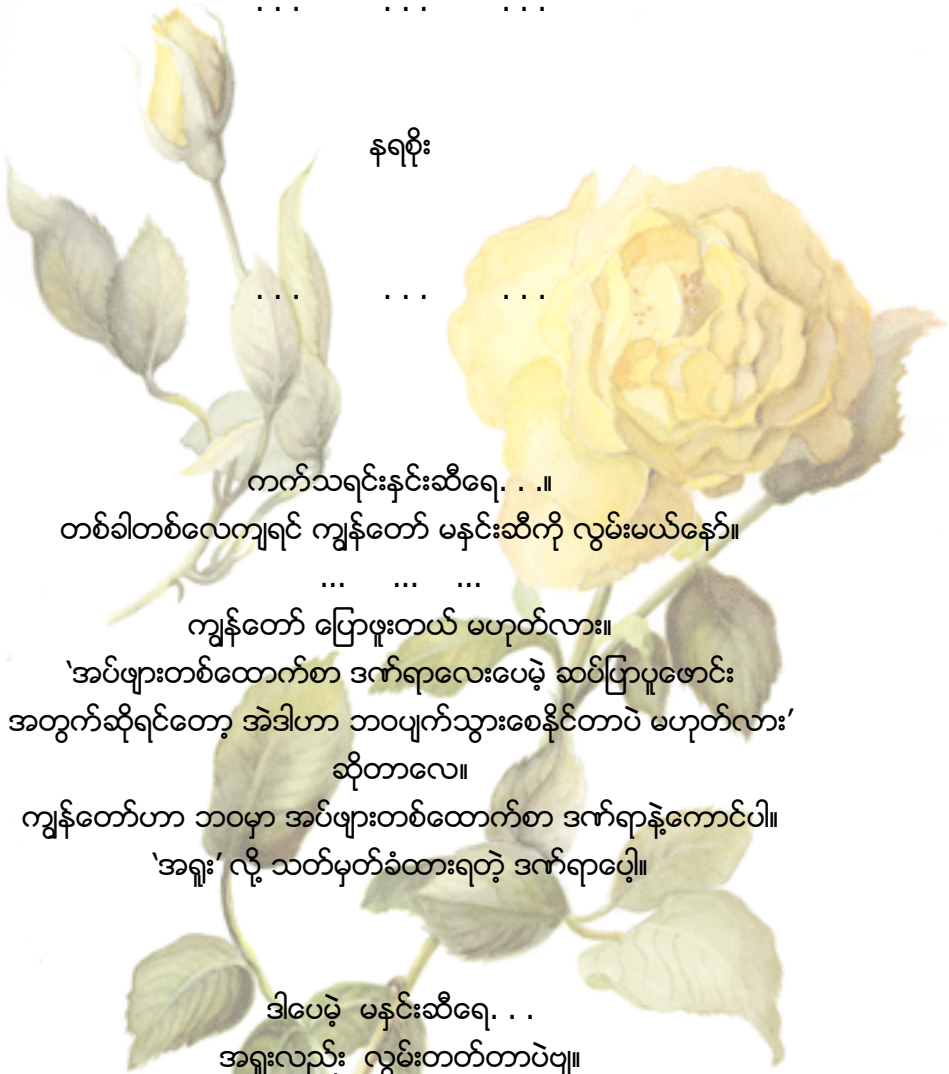 . . . . . . . . .
နရစိုး
. . . . . . . . .
ကက်သရင်းနှင်းဆီရေ. . .။
တစ်ခါတစ်လေကျရင် ကျွန်တော် မနှင်းဆီကို လွမ်းမယ်နော်။
... ... ...
ကျွန်တော် ပြောဖူးတယ် မဟုတ်လား။
‘အပ်ဖျားတစ်ထောက်စာ ဒဏ်ရာလေးပေမဲ့ ဆပ်ပြာပူဖောင်း
အတွက်ဆိုရင်တော့ အဲဒါဟာ ဘဝပျက်သွားစေနိုင်တာပဲ မဟုတ်လား’
ဆိုတာလေ။
ကျွန်တော်ဟာ ဘဝမှာ အပ်ဖျားတစ်ထောက်စာ ဒဏ်ရာနဲ့ကောင်ပါ။
‘အရူး’ လို့ သတ်မှတ်ခံထားရတဲ့ ဒဏ်ရာပေါ့။
ဒါပေမဲ့ မနှင်းဆီရေ. . .
အရူးလည်း လွမ်းတတ်တာပဲဗျ။